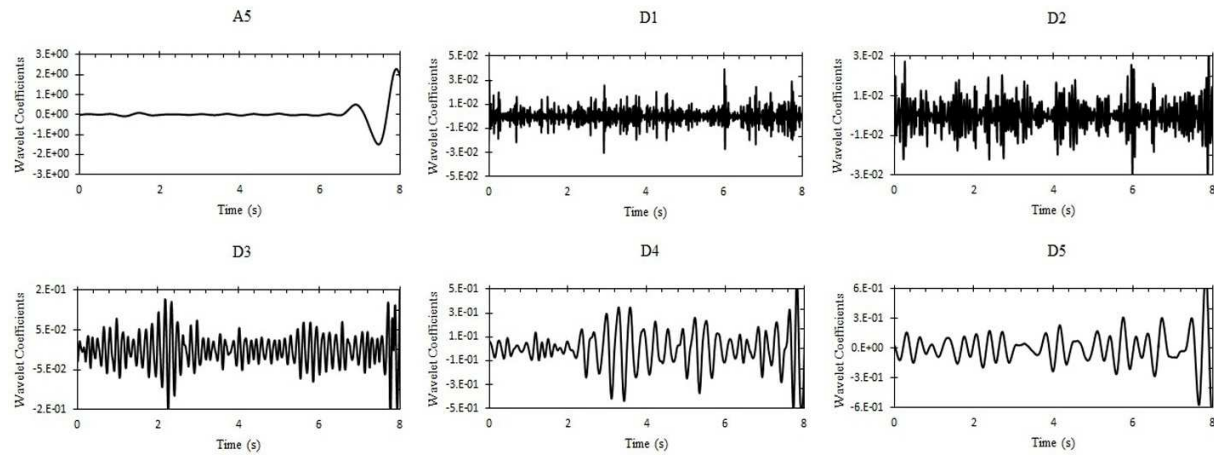 A5
D1
D2
Wavelet Coefficients
3.E+00
2.E+00
1.E+00
0.E+00
-1.E+00
-2.E+00
-3.E+00
0 2 4 6 8
Time (s)
Wavelet Coefficients
5.E-02
3.E-02
1.E-02
-1.E-02
-3.E-02
-5.E-02
0 2 4 6 8
Time (s)
Wavelet Coefficients
3.E-02
1.E-02
-1.E-02
-3.E-02
0 2 4 6 8
Time (s)
D3
D4
D5
Wavelet Coefficients
2.E-01
5.E-02
-5.E-02
-2.E-01
0 2 4 6 8
Time (s)
Wavelet Coefficients
5.E-01
3.E-01
1.E-01
-1.E-01
-3.E-01
-5.E-01
0 2 4 6 8
Time (s)
Wavelet Coefficients
6.E-01
3.E-01
0.E+00
-3.E-01
-6.E-01
0 2 4 6 8
Time (s)